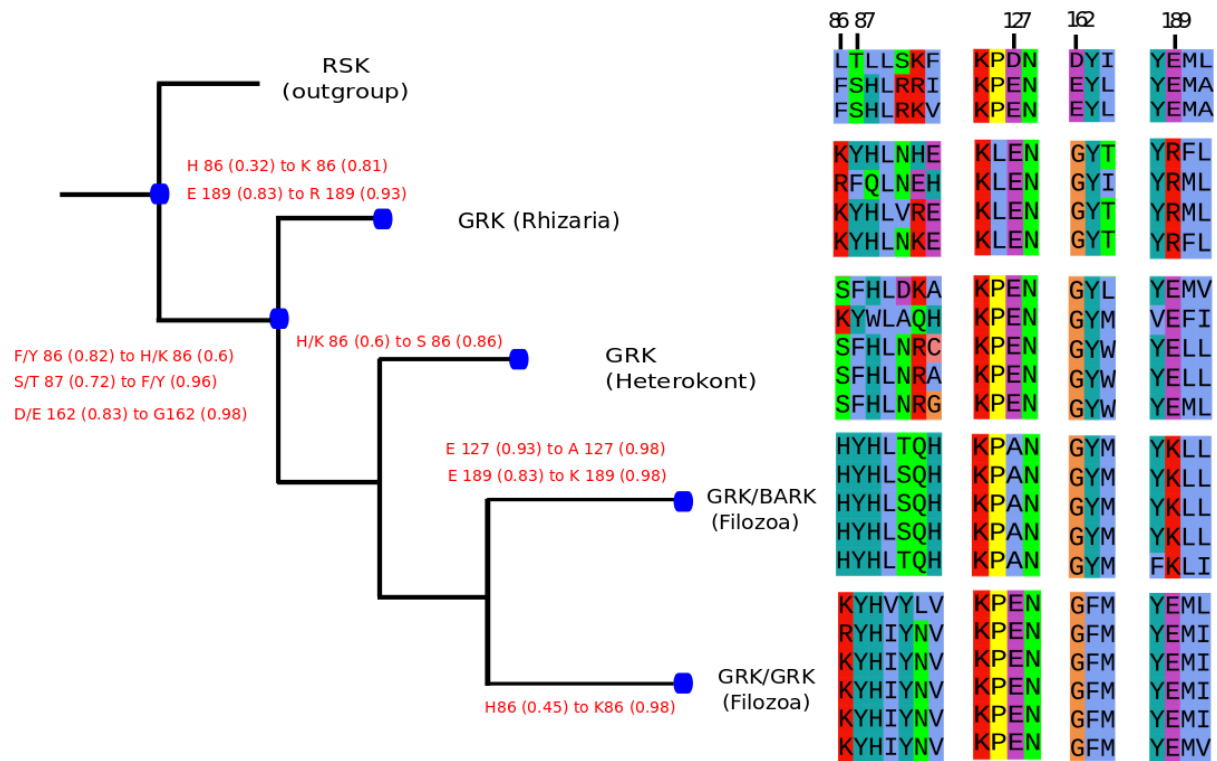 86 87 127 162 189
RSK
(outgroup)
LTLLSKF KPDN DYI YEML
FSHLRRI KPEN EYL YEMA
FSHLRKV KPEN EYL YEMA
H 86 (0.32) to K 86 (0.81)
E 189 (0.83) to R 189 (0.93)
GRK (Rhizaria)
KYHLNHE KLEN GYT YRFL
RFQLNEH KLEN GYI YRML
KYHLVRE KLEN GYT YRML
KYHLNKE KLEN GYT YRFL
F/Y 86 (0.82) to H/K 86 (0.6)
S/T 87 (0.72) to F/Y (0.96)
D/E 162 (0.83) to G162 (0.98)
H/K 86 (0.6) to S 86 (0.86)
GRK
(Heterokont)
SFHLDKA KPEN GYL YEMV
KYWLAQH KPEN GYM VEFI
SFHLNRC KPEN GYW YELL
SFHLNRA KPEN GYW YELL
SFHLNRG KPEN GYW YEML
E 127 (0.93) to A 127 (0.98)
E 189 (0.83) to K 189 (0.98)
GRK/BARK
(Filozoa)
HYHLTQH KPAN GYM YKLL
HYHLSQH KPAN GYM YKLL
HYHLSQH KPAN GYM YKLL
HYHLSQH KPAN GYM YKLL
HYHLTQH KPAN GYM FKLI
H86 (0.45) to K86 (0.98)
GRK/GRK
(Filozoa)
KYHVYLV KPEN GFM YEML
RYHIYNV KPEN GFM YEMI
KYHIYNV KPEN GFM YEMI
KYHIYNV KPEN GFM YEMI
KYHIYNV KPEN GFM YEMI
KYHIYNV KPEN GFM YEMV